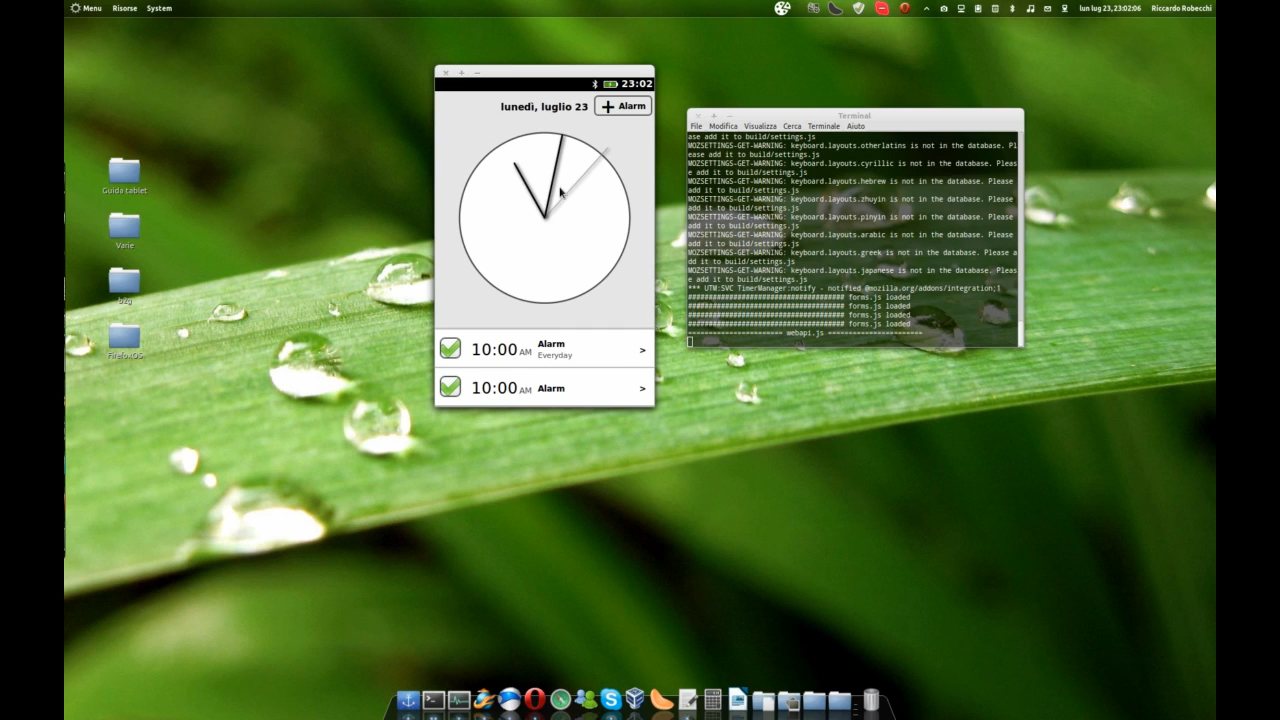 Menu Risorse System
lun lug 23, 23:02:06 Riccardo Robecchi
23:02
lunedì, luglio 23
+ Alarm
10:00 AM Alarm >
Everyday
10:00 AM Alarm >
Terminal
File Modifica Visualizza Cerca Terminale Aiuto
ase add it to build/settings.js
MOZSETTINGS-GET-WARNING: keyboard.layouts.otherlatins is not in the database. Pl
ease add it to build/settings.js
MOZSETTINGS-GET-WARNING: keyboard.layouts.cyrillic is not in the database. Pleas
e add it to build/settings.js
MOZSETTINGS-GET-WARNING: keyboard.layouts.hebrew is not in the database. Please
add it to build/settings.js
MOZSETTINGS-GET-WARNING: keyboard.layouts.zhuyin is not in the database. Please
add it to build/settings.js
MOZSETTINGS-GET-WARNING: keyboard.layouts.pinyin is not in the database. Please
add it to build/settings.js
MOZSETTINGS-GET-WARNING: keyboard.layouts.arabic is not in the database. Please
add it to build/settings.js
MOZSETTINGS-GET-WARNING: keyboard.layouts.greek is not in the database. Please a
dd it to build/settings.js
MOZSETTINGS-GET-WARNING: keyboard.layouts.japanese is not in the database. Pleas
e add it to build/settings.js
*** UTM:SVC TimerManager:notify - notified @mozilla.org/addons/integration;1
################################### forms.js loaded
################################### forms.js loaded
################################### forms.js loaded
################################### forms.js loaded
====================== webapi.js ======================
Guida tablet
Varie
b2g
FirefoxOS